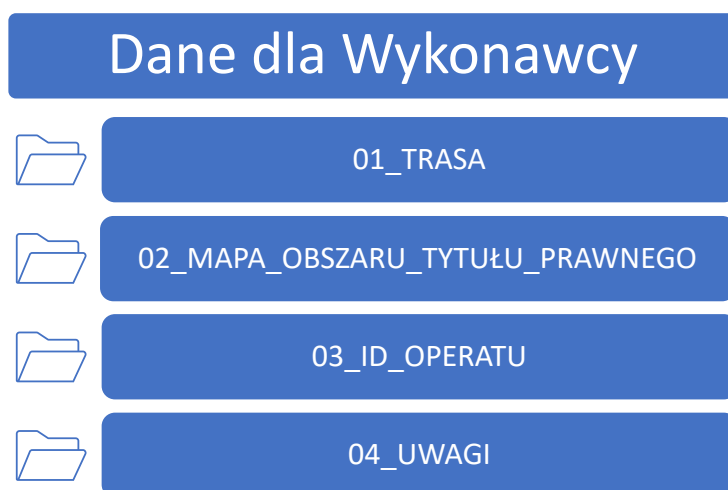 Dane dla Wykonawcy
01_TRASA
02_MAPA_OBSZARU_TYTUŁU_PRAWNEGO
03_ID_OPERATU
04_UWAGI